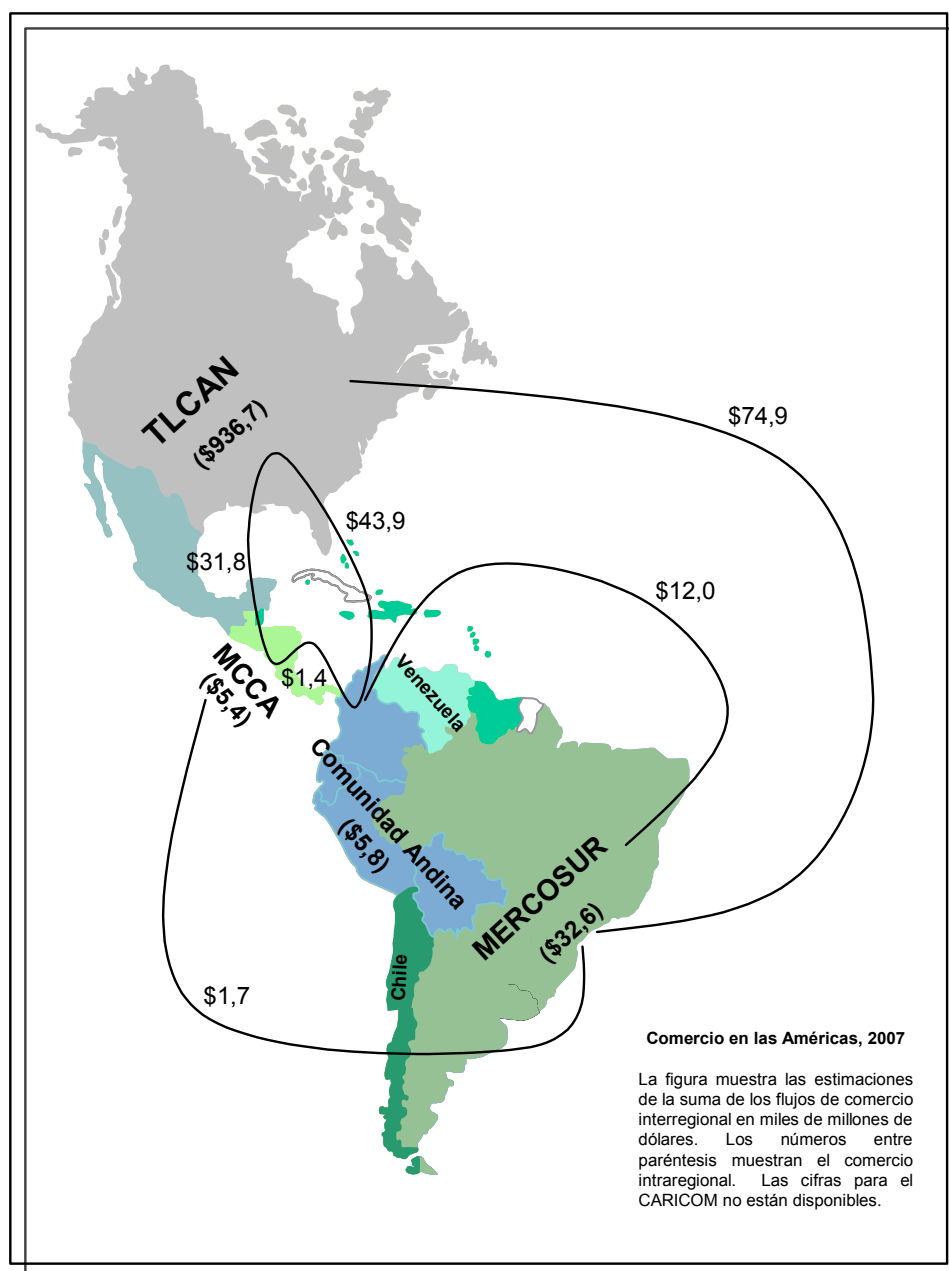 TLCAN
($936,7)
$74,9
$43,9
$31,8
$12,0
MCCA
($5,4)
$1,4
Venezuela
Comunidad Andina
($5,8)
MERCOSUR
($32,6)
Chile
$1,7
Comercio en las Américas, 2007
La figura muestra las estimaciones
de la suma de los flujos de comercio
interregional en miles de millones de
dólares. Los números entre
paréntesis muestran el comercio
intraregional. Las cifras para el
CARICOM no están disponibles.